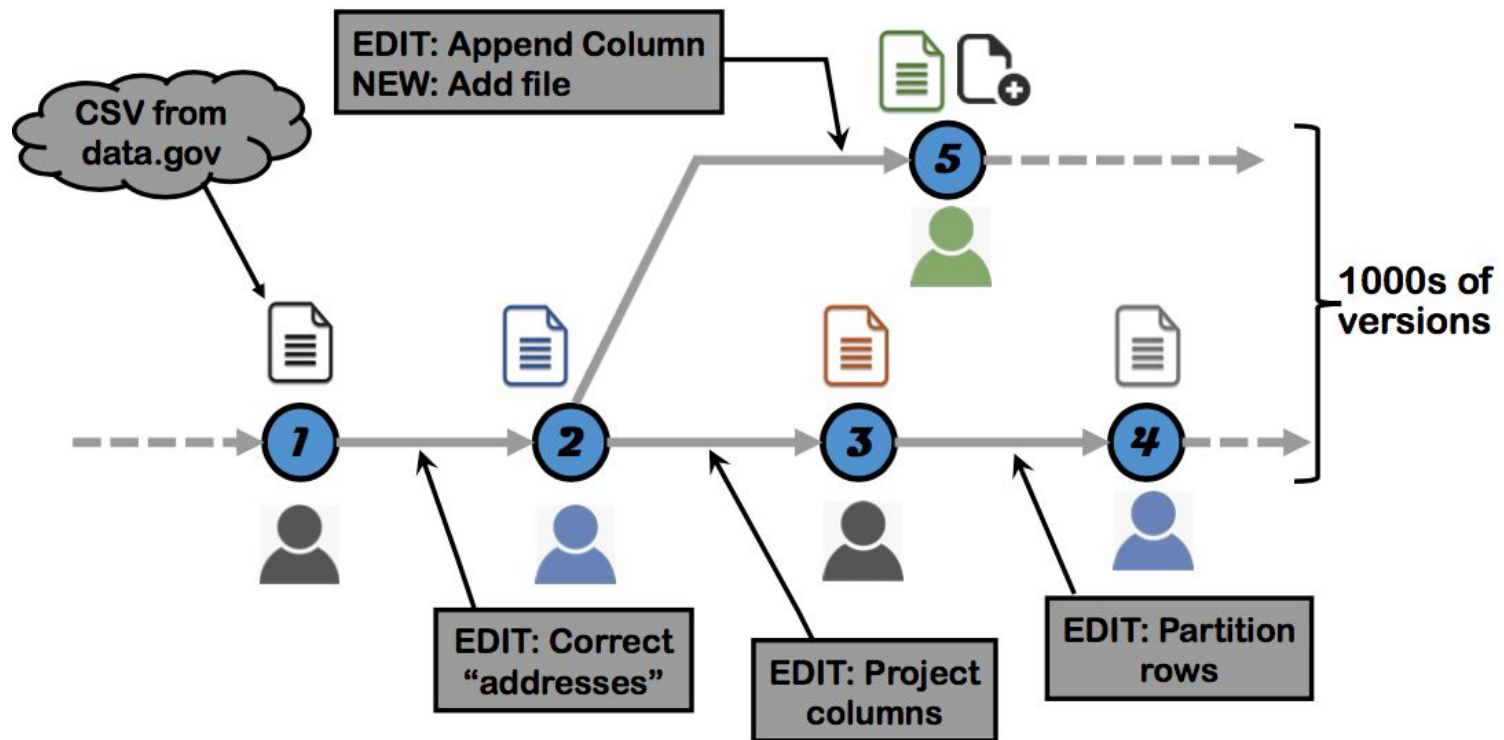 EDIT: Append Column
NEW: Add file
CSV from
data.gov
5
1000s of
versions
1
2
3
4
EDIT: Correct
“addresses”
EDIT: Project
columns
EDIT: Partition
rows